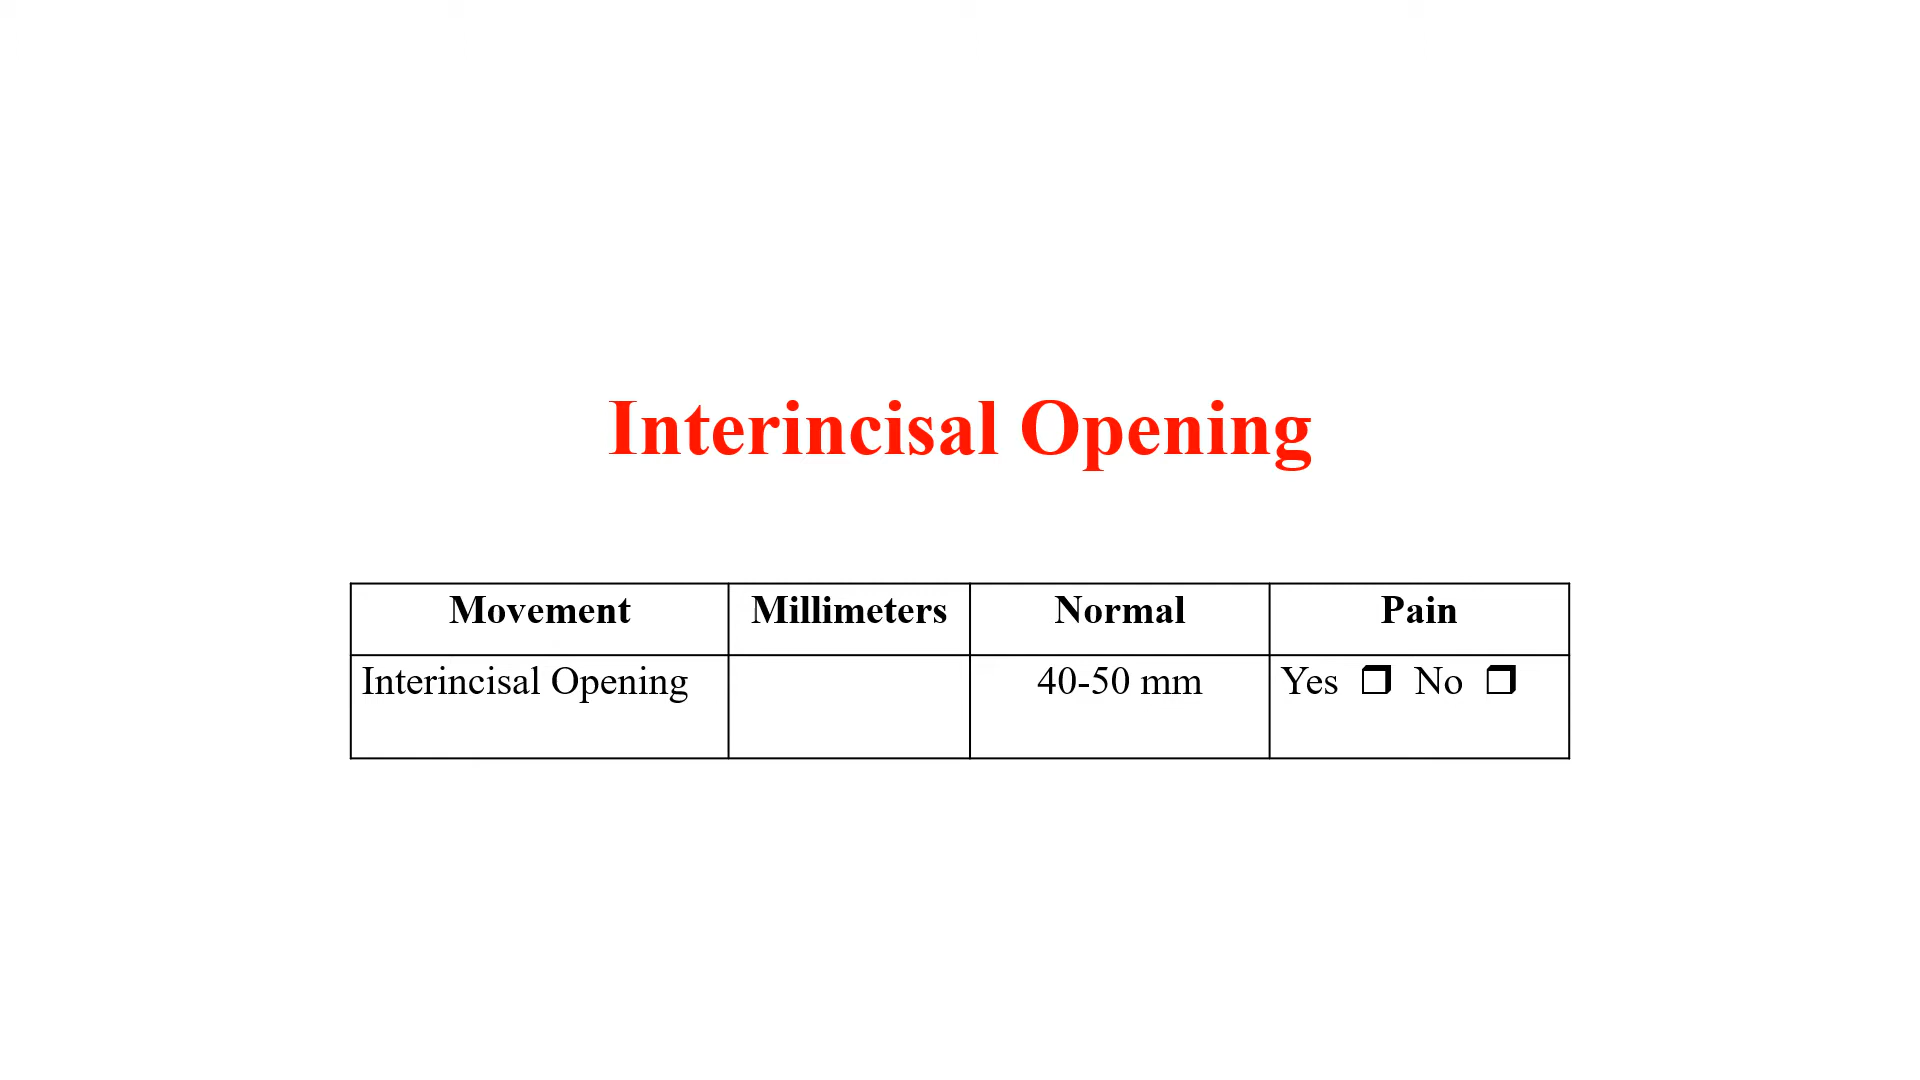 Interincisal Opening
Movement Millimeters Normal Pain
Interincisal Opening 40-50 mm Yes ❒ No ❒